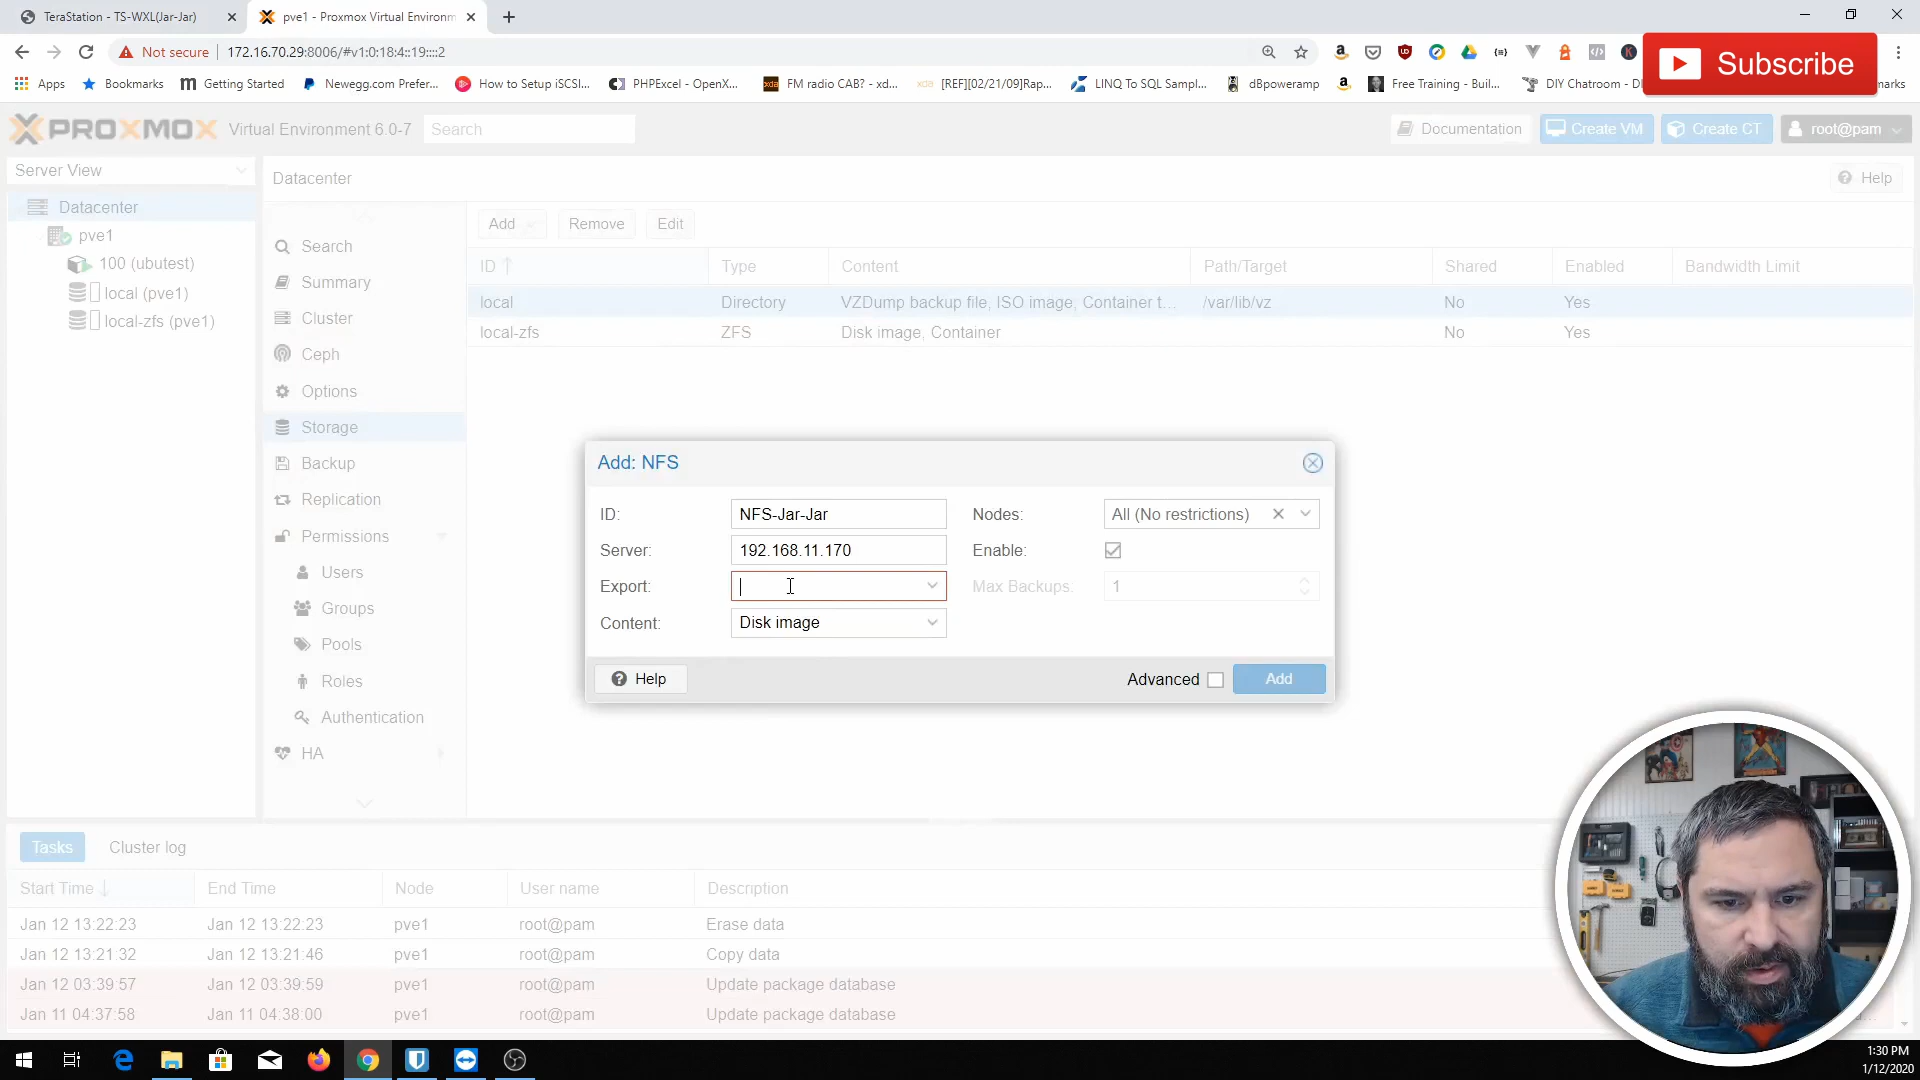 TeraStation - TS-WXL(Jar-Jar)
pve1 - Proxmox Virtual Environm
Not secure 172.16.70.29:8006/#v1:0:18:4::19::::2
Subscribe
Apps Bookmarks Getting Started Newegg.com Prefer... How to Setup iSCSI... PHPExcel - OpenX... FM radio CAB? - xd... [REF][02/21/09]Rap... LINQ To SQL Sampl... dBpoweramp Free Training - Buil... DIY Chatroom - DI
PROXMOX Virtual Environment 6.0-7 Search Documentation Create VM Create CT root@pam
Server View
Datacenter Help
Datacenter
pve1
100 (ubutest)
local (pve1)
local-zfs (pve1)
Search
Summary
Cluster
Ceph
Options
Storage
Backup
Replication
Permissions
Users
Groups
Pools
Roles
Authentication
HA
Add Remove Edit
ID Type Content Path/Target Shared Enabled Bandwidth Limit
local Directory VZDump backup file, ISO image, Container t... /var/lib/vz No Yes
local-zfs ZFS Disk image, Container No Yes
Add: NFS
ID: NFS-Jar-Jar Nodes: All (No restrictions)
Server: 192.168.11.170 Enable:
Export: Max Backups: 1
Content: Disk image
Help Advanced Add
Tasks Cluster log
Start Time End Time Node User name Description
Jan 12 13:22:23 Jan 12 13:22:23 pve1 root@pam Erase data
Jan 12 13:21:32 Jan 12 13:21:46 pve1 root@pam Copy data
Jan 12 03:39:57 Jan 12 03:39:59 pve1 root@pam Update package database
Jan 11 04:37:58 Jan 11 04:38:00 pve1 root@pam Update package database
1:30 PM
1/12/2020